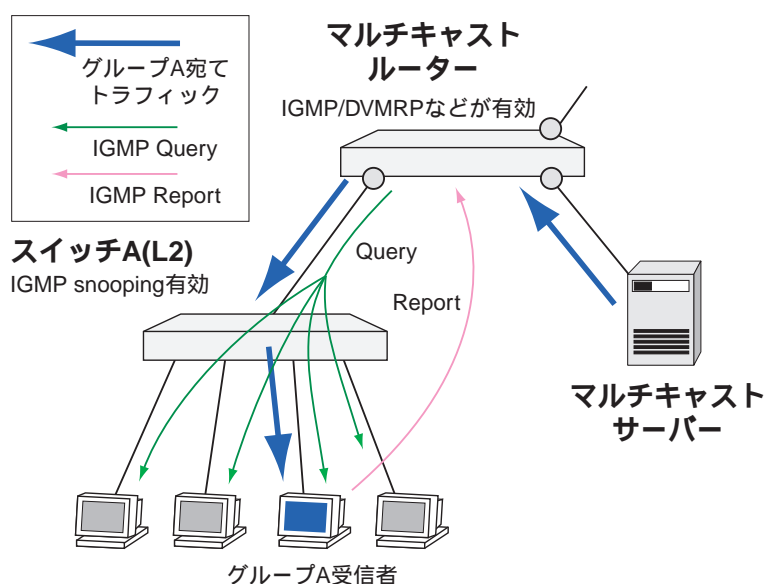 グループA宛て
トラフィック
IGMP Query
IGMP Report
マルチキャスト
ルーター
IGMP/DVMRPなどが有効
スイッチA(L2)
IGMP snooping有効
Query
Report
マルチキャスト
サーバー
グループA受信者